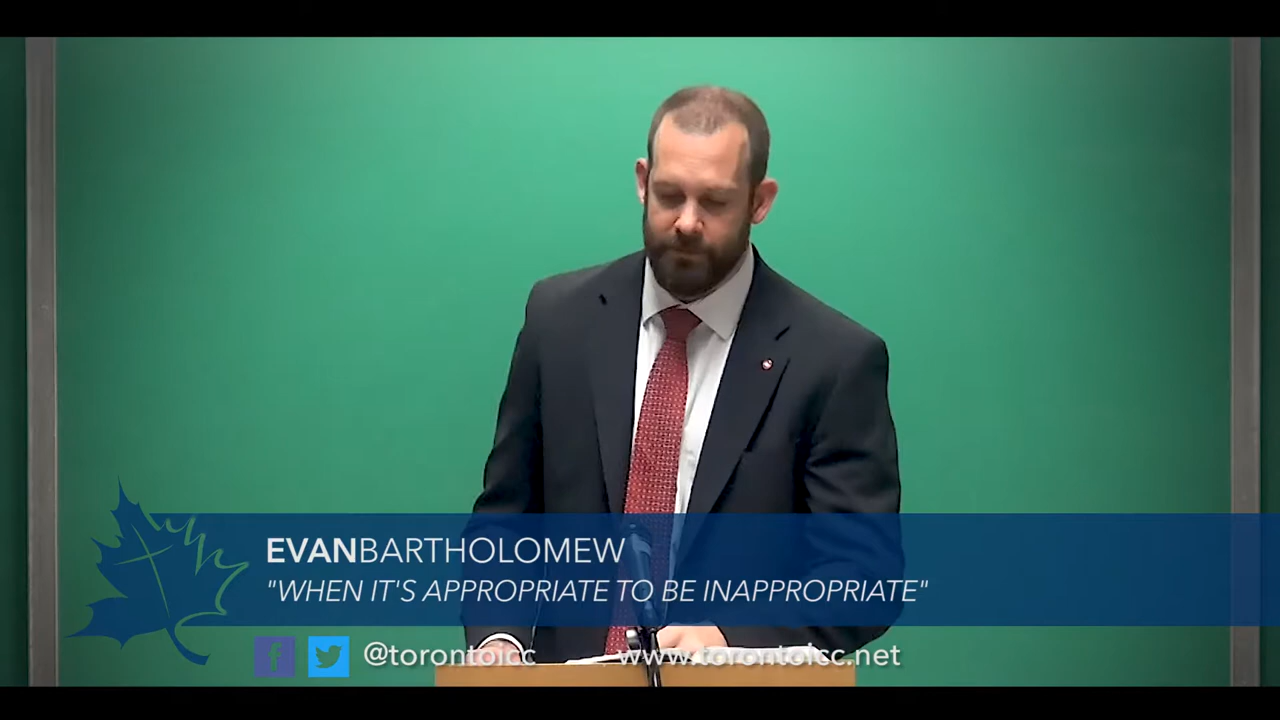 EVANBARTHOLOMEW
"WHEN IT'S APPROPRIATE TO BE INAPPROPRIATE"
f @torontoicc www.torontoicc.net